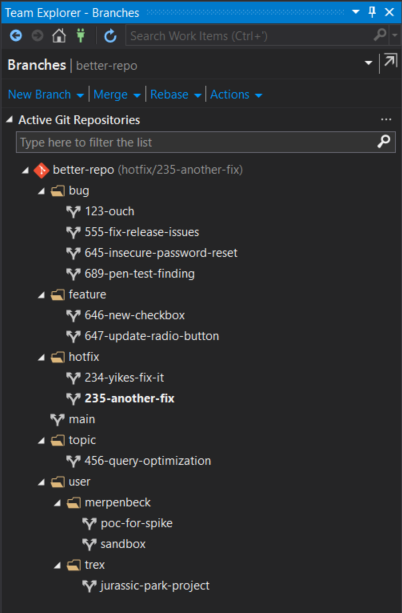 Team Explorer - Branches
Search Work Items (Ctrl+')
Branches | better-repo
New Branch | Merge | Rebase | Actions
Active Git Repositories ...
Type here to filter the list
better-repo (hotfix/235-another-fix)
bug
123-ouch
555-fix-release-issues
645-insecure-password-reset
689-pen-test-finding
feature
646-new-checkbox
647-update-radio-button
hotfix
234-yikes-fix-it
235-another-fix
main
topic
456-query-optimization
user
merpenbeck
poc-for-spike
sandbox
trex
jurassic-park-project